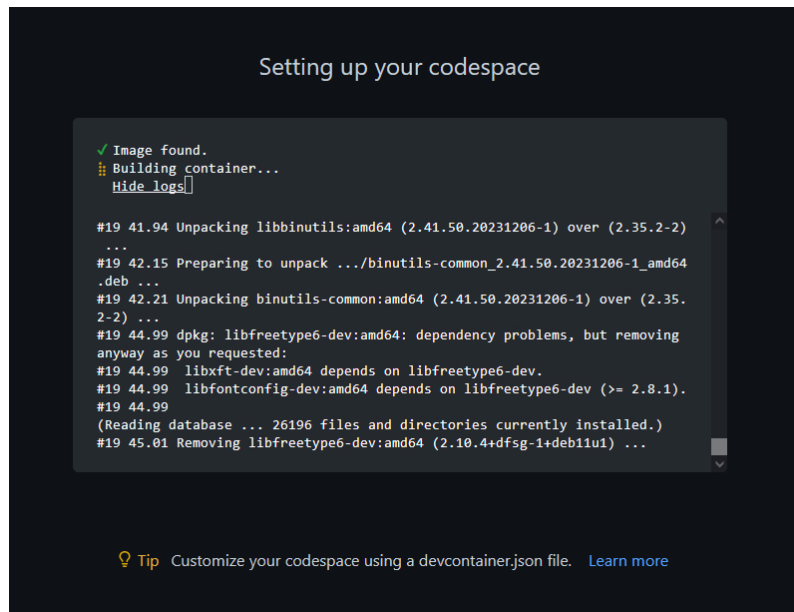 Setting up your codespace
✓ Image found.
⣾ Building container...
Hide logs
#19 41.94 Unpacking libbinutils:amd64 (2.41.50.20231206-1) over (2.35.2-2)
...
#19 42.15 Preparing to unpack .../binutils-common_2.41.50.20231206-1_amd64
.deb ...
#19 42.21 Unpacking binutils-common:amd64 (2.41.50.20231206-1) over (2.35.
2-2) ...
#19 44.99 dpkg: libfreetype6-dev:amd64: dependency problems, but removing
anyway as you requested:
#19 44.99  libxft-dev:amd64 depends on libfreetype6-dev.
#19 44.99  libfontconfig-dev:amd64 depends on libfreetype6-dev (>= 2.8.1).
#19 44.99
(Reading database ... 26196 files and directories currently installed.)
#19 45.01 Removing libfreetype6-dev:amd64 (2.10.4+dfsg-1+deb11u1) ...
Tip Customize your codespace using a devcontainer.json file. Learn more